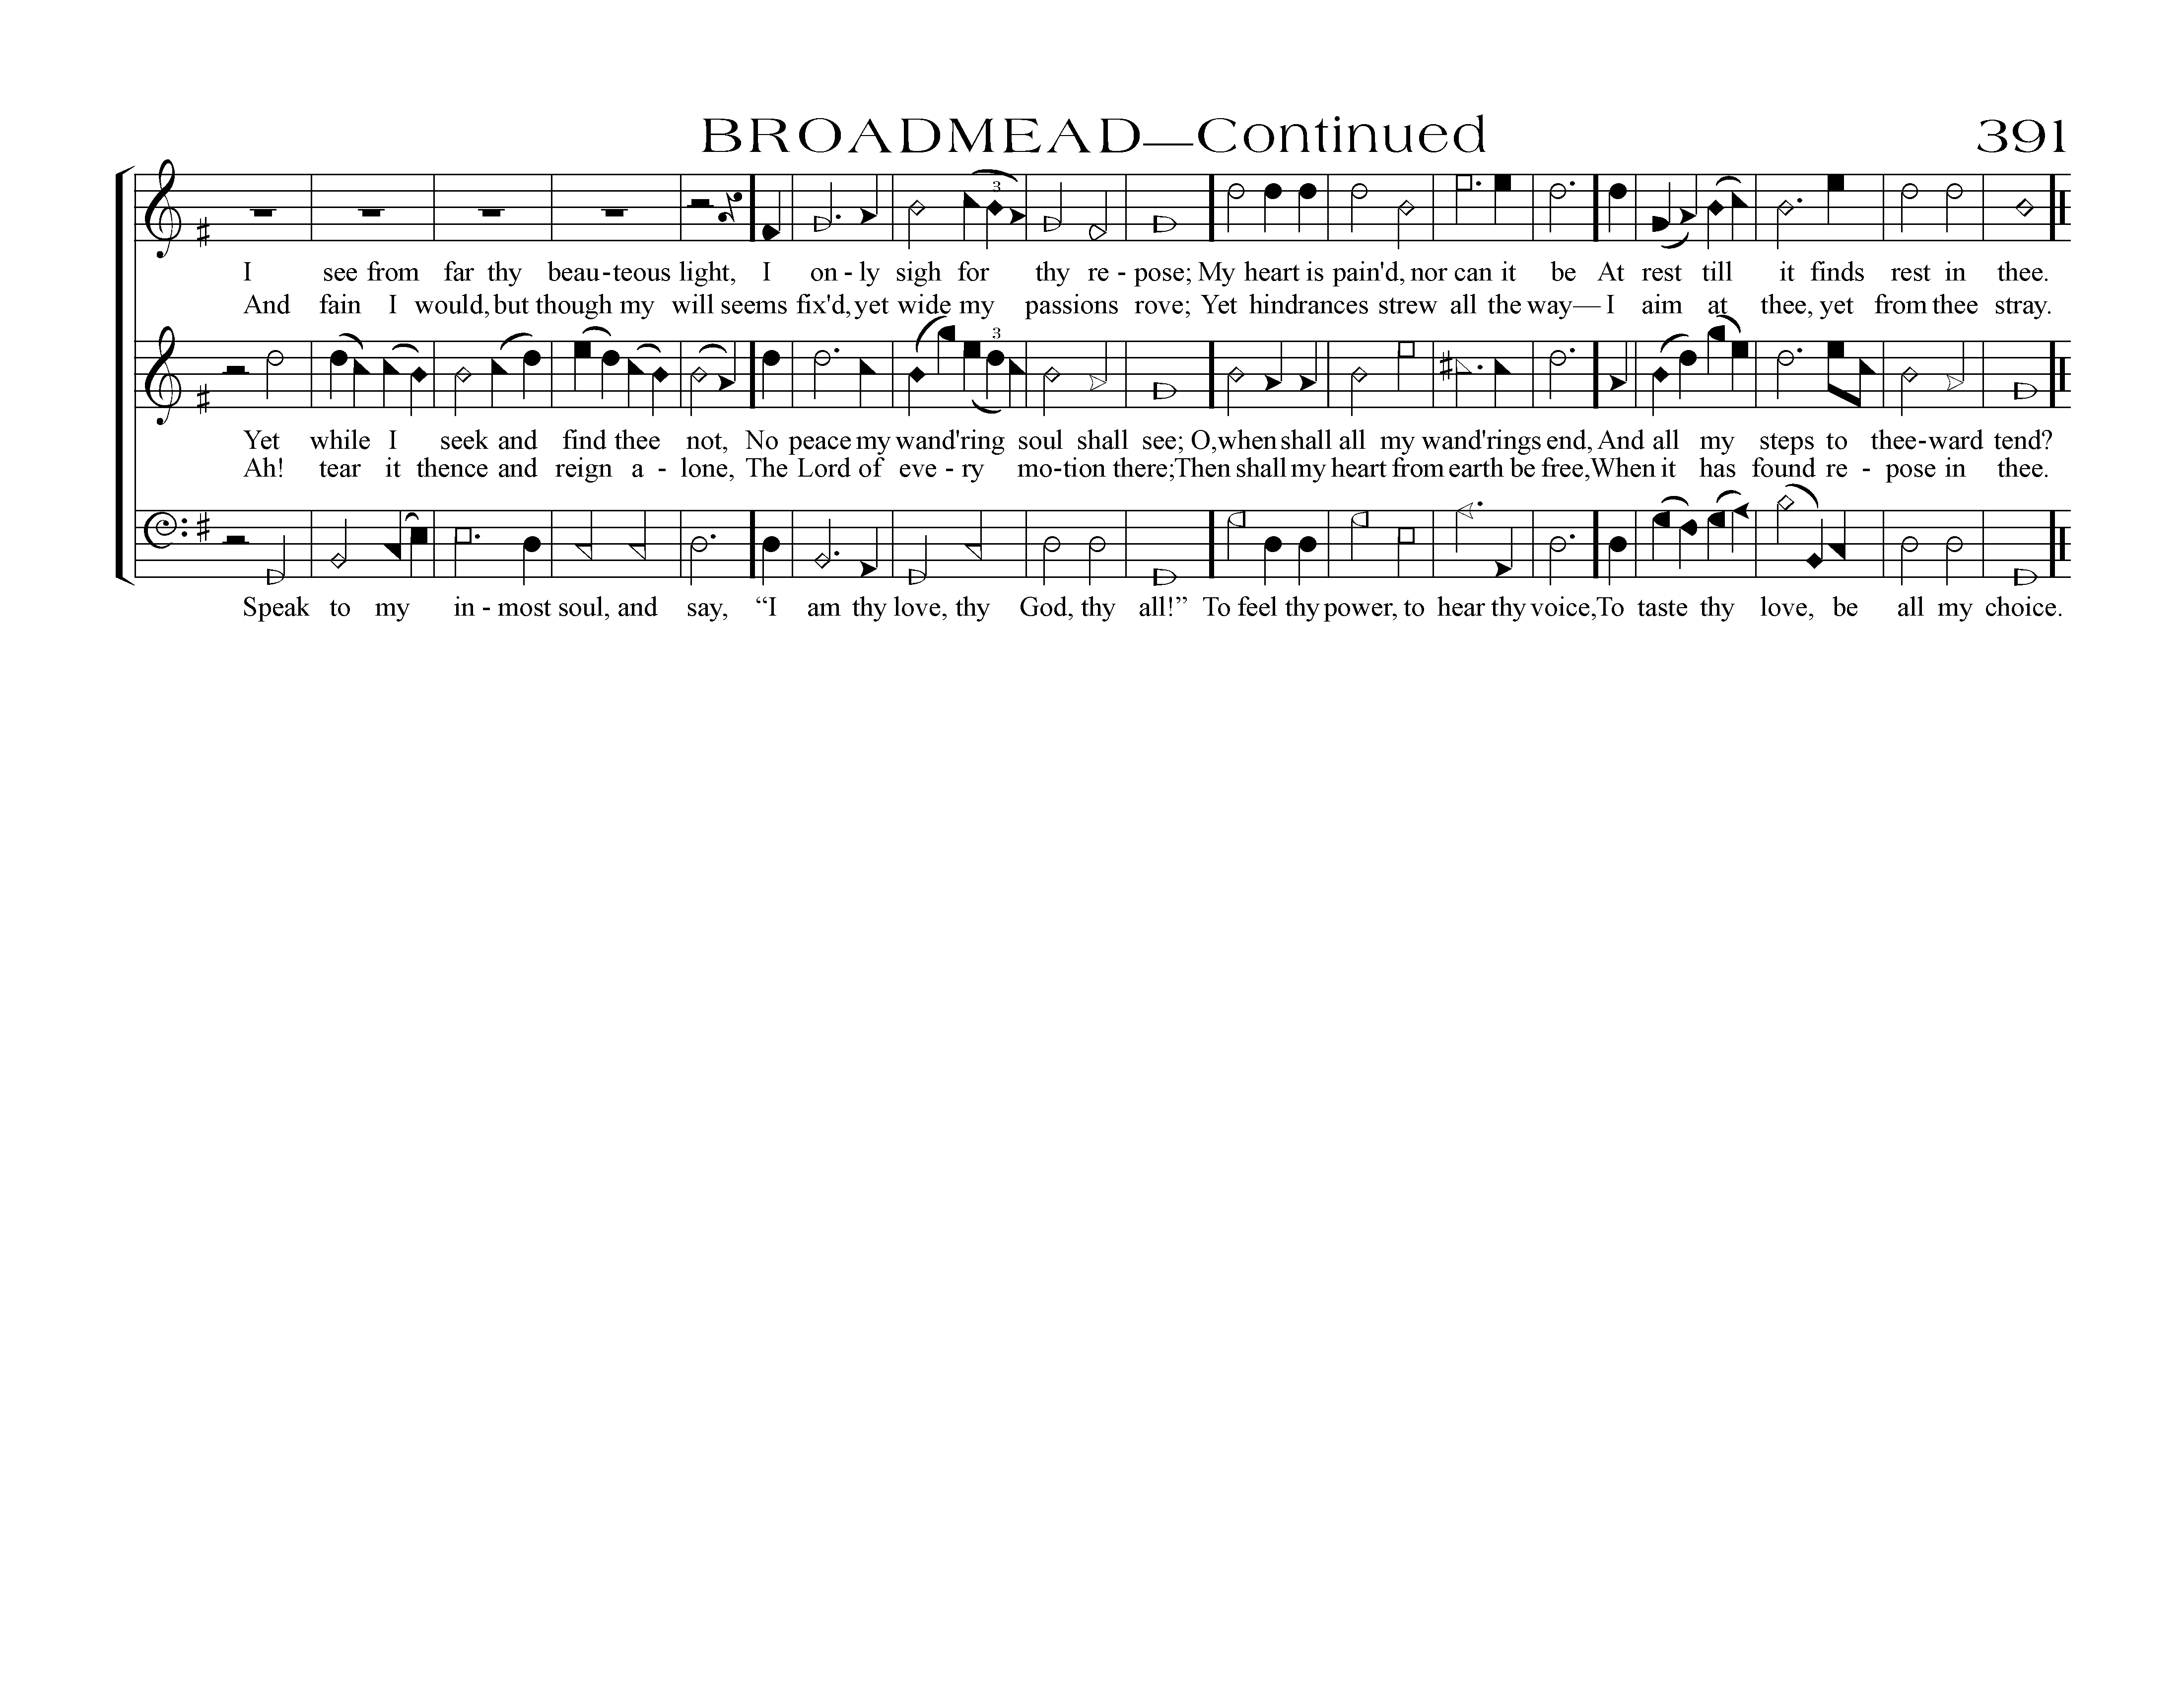 BROADMEAD—Continued 391
3
I see from far thy beau-teous light, I on-ly sigh for thy re-pose; My heart is pain'd, nor can it be At rest till it finds rest in thee.
And fain I would, but though my will seems fix'd, yet wide my passions rove; Yet hindrances strew all the way— I aim at thee, yet from thee stray.
3
Yet while I seek and find thee not, No peace my wand'ring soul shall see; O, when shall all my wand'rings end, And all my steps to thee-ward tend?
Ah! tear it thence and reign a-lone, The Lord of eve-ry mo-tion there; Then shall my heart from earth be free, When it has found re-pose in thee.
Speak to my in-most soul, and say, “I am thy love, thy God, thy all!” To feel thy power, to hear thy voice, To taste thy love, be all my choice.